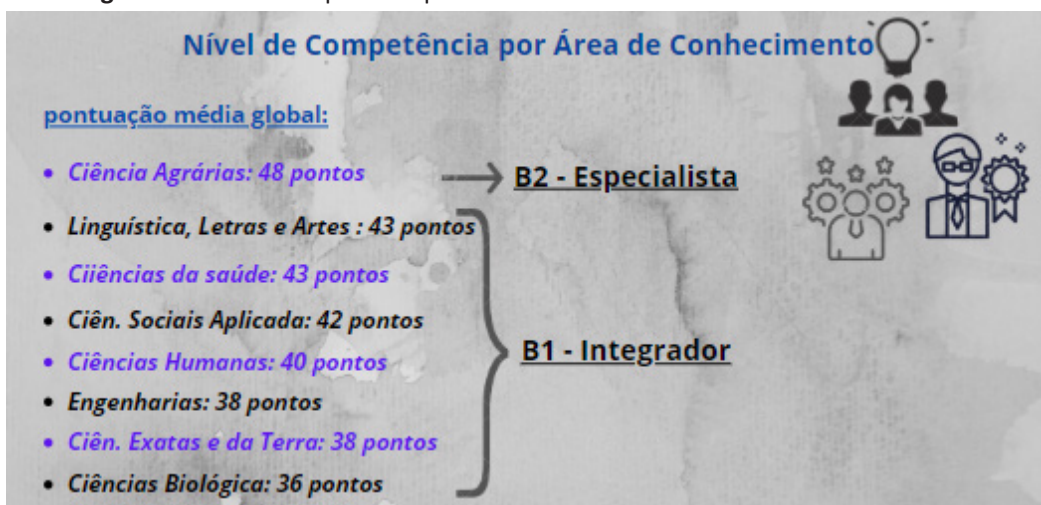 Nível de Competência por Área de Conhecimento
pontuação média global:
• Ciência Agrárias: 48 pontos
B2 - Especialista
• Linguística, Letras e Artes : 43 pontos
• Ciiências da saúde: 43 pontos
• Ciên. Sociais Aplicada: 42 pontos
• Ciências Humanas: 40 pontos
B1 - Integrador
• Engenharias: 38 pontos
• Ciên. Exatas e da Terra: 38 pontos
• Ciências Biológica: 36 pontos